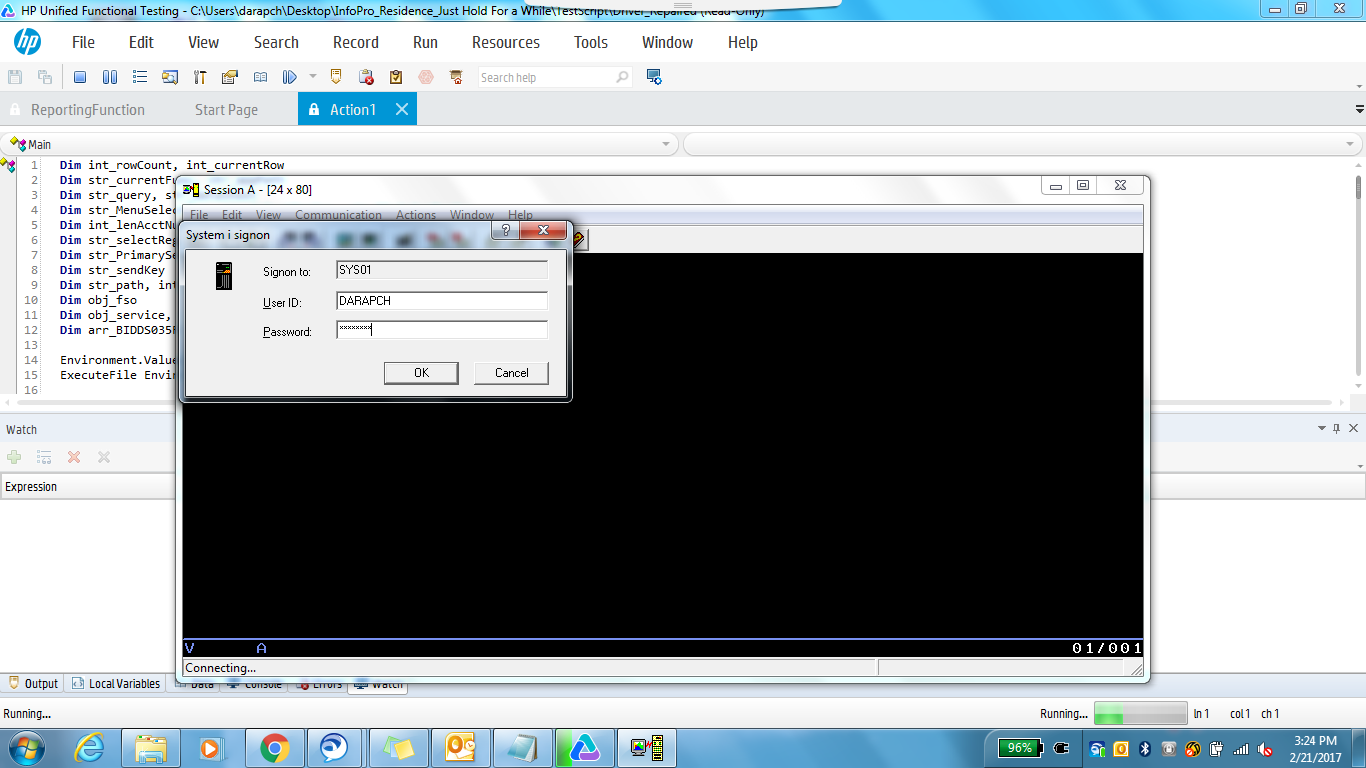 HP Unified Functional Testing - C:\Users\darapch\Desktop\InfoPro_Residence_Just Hold For a While\TestScript\Driver_Repaired (Read-Only)
hp File Edit View Search Record Run Resources Tools Window Help
Search help
ReportingFunction Start Page Action1
Main
1 Dim int_rowCount, int_currentRow
2 Dim str_currentF
3 Dim str_query, s
4 Dim str_MenuSelec
5 Dim int_lenAcctNu
6 Dim str_selectReg
7 Dim str_PrimarySe
8 Dim str_sendKey
9 Dim str_path, int
10 Dim obj_fso
11 Dim obj_service,
12 Dim arr_BIDDS035
13
14 Environment.Value
15 ExecuteFile Envi
16
Session A - [24 x 80]
File Edit View Communication Actions Window Help
System i signon
Signon to: SYS01
User ID: DARAPCH
Password: ********
OK Cancel
V A 01/001
Connecting...
Watch
Expression
Output Local Variables Data Console Errors Watch
Running... Running... ln 1 col 1 ch 1
96% 3:24 PM
2/21/2017